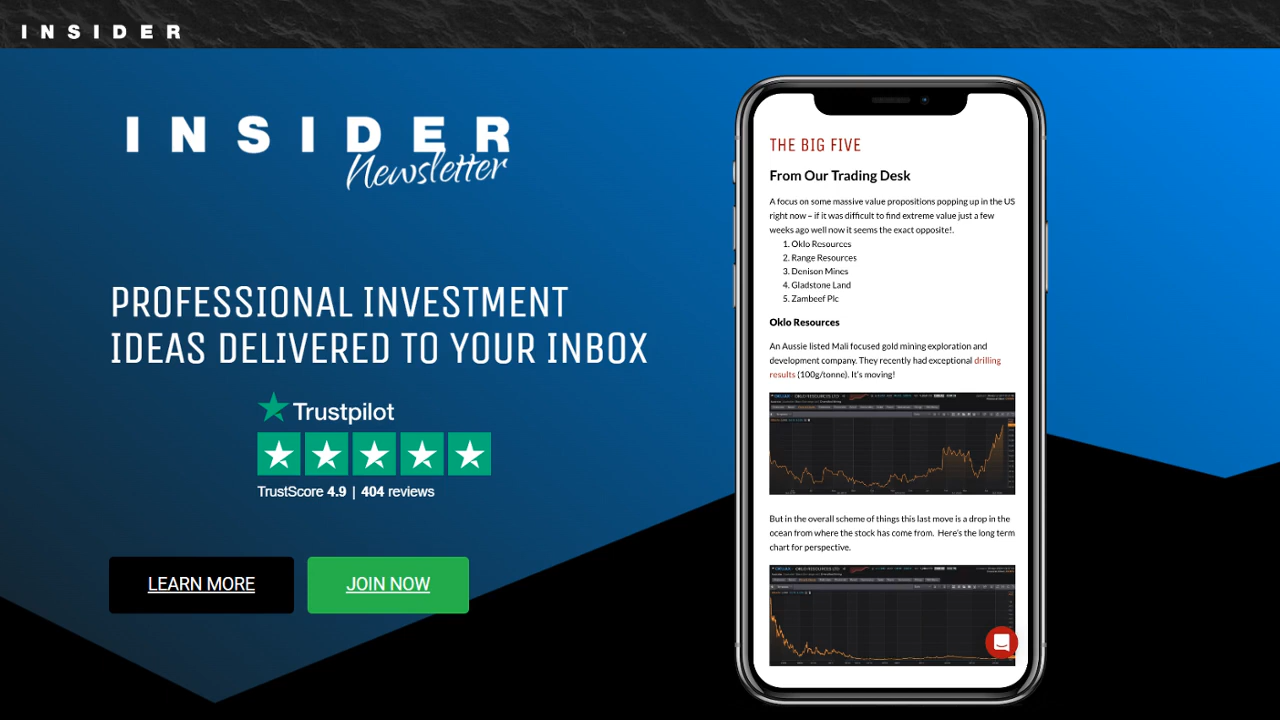 INSIDER
INSIDER
Newsletter
PROFESSIONAL INVESTMENT
IDEAS DELIVERED TO YOUR INBOX
Trustpilot
TrustScore 4.9 | 404 reviews
LEARN MORE
JOIN NOW
THE BIG FIVE
From Our Trading Desk
A focus on some massive value propositions popping up in the US
right now – if it was difficult to find extreme value just a few
weeks ago well now it seems the exact opposite!.
1. Oklo Resources
2. Range Resources
3. Denison Mines
4. Gladstone Land
5. Zambeef Plc
Oklo Resources
An Aussie listed Mali focused gold mining exploration and
development company. They recently had exceptional drilling
results (100g/tonne). It's moving!
But in the overall scheme of things this last move is a drop in the
ocean from where the stock has come from. Here's the long term
chart for perspective.